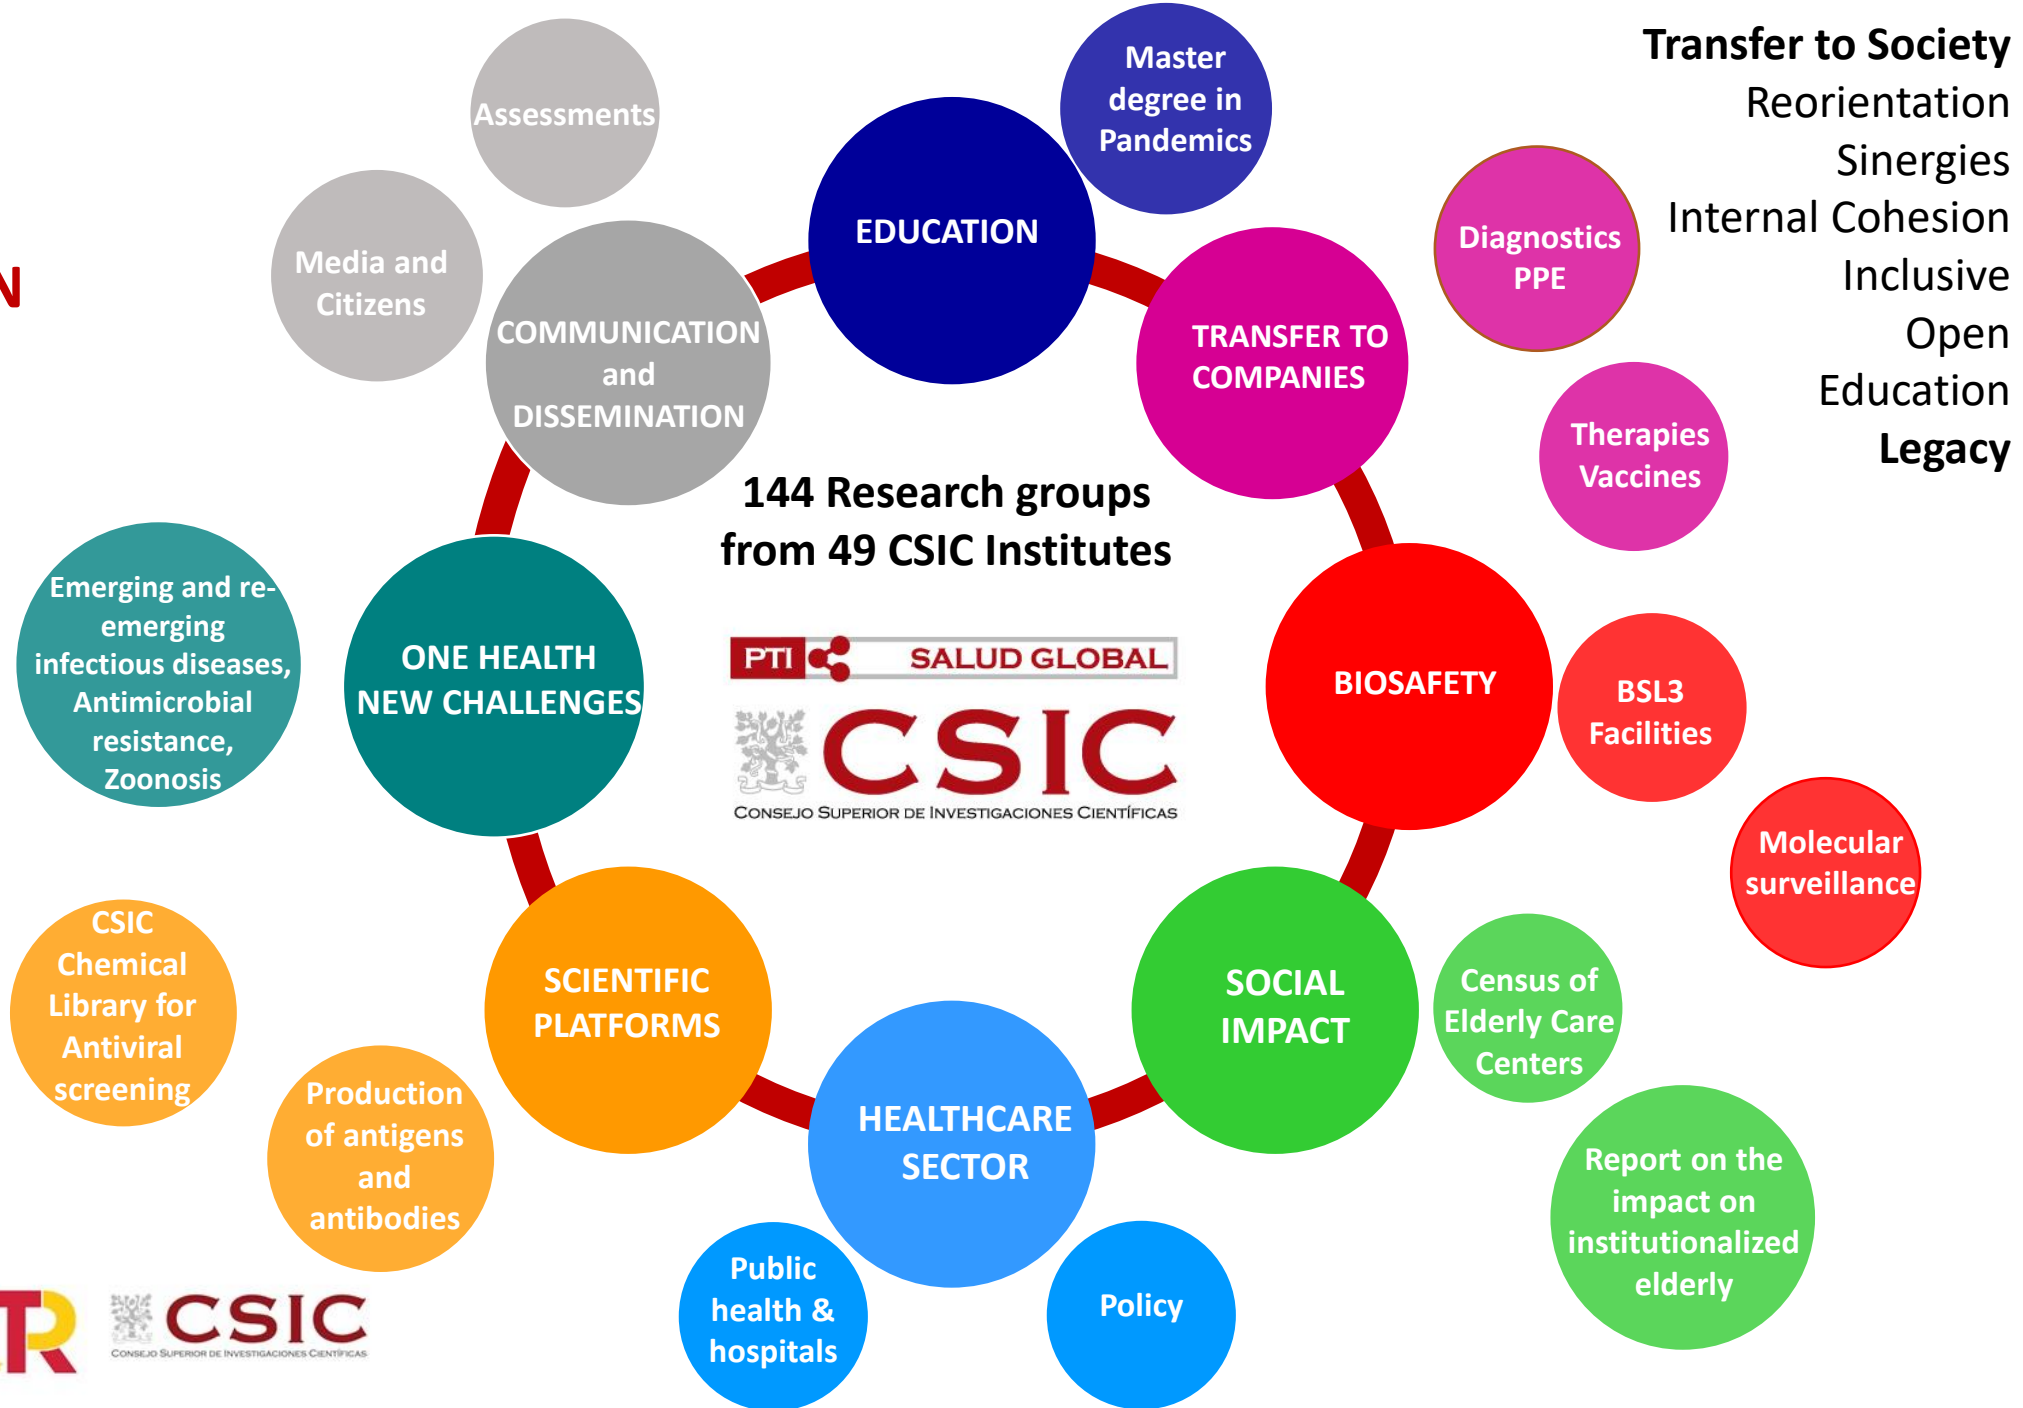 Transfer to Society
Reorientation
Sinergies
Internal Cohesion
Inclusive
Open
Education
Legacy
N
Assessments
Media and
Citizens
COMMUNICATION
and
DISSEMINATION
EDUCATION
Master
degree in
Pandemics
TRANSFER TO
COMPANIES
Diagnostics
PPE
Therapies
Vaccines
144 Research groups
from 49 CSIC Institutes
PTI SALUD GLOBAL
CSIC
CONSEJO SUPERIOR DE INVESTIGACIONES CIENTÍFICAS
BIOSAFETY
BSL3
Facilities
Molecular
surveillance
SOCIAL
IMPACT
Census of
Elderly Care
Centers
Report on the
impact on
institutionalized
elderly
HEALTHCARE
SECTOR
Public
health &
hospitals
Policy
SCIENTIFIC
PLATFORMS
CSIC
Chemical
Library for
Antiviral
screening
Production
of antigens
and
antibodies
ONE HEALTH
NEW CHALLENGES
Emerging and re-
emerging
infectious diseases,
Antimicrobial
resistance,
Zoonosis
TR
CSIC
CONSEJO SUPERIOR DE INVESTIGACIONES CIENTÍFICAS